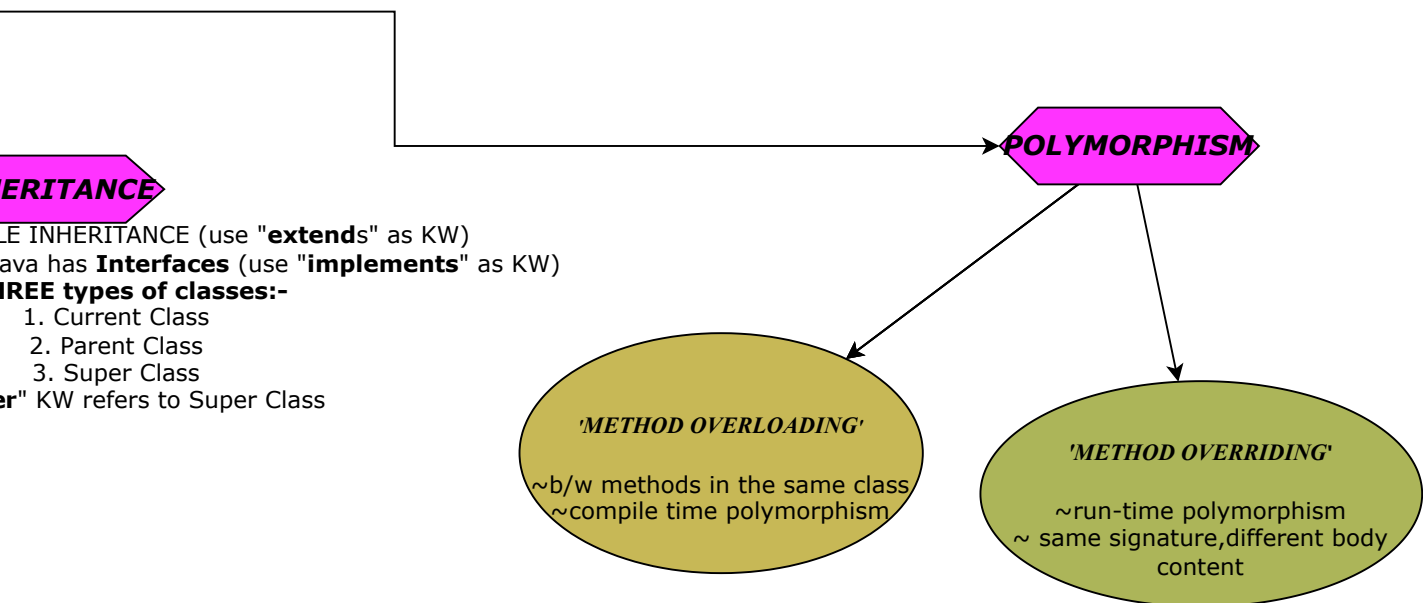 POLYMORPHISM
ERITANCE
LE INHERITANCE (use "extends" as KW)
ava has Interfaces (use "implements" as KW)
HREE types of classes:-
1. Current Class
2. Parent Class
3. Super Class
er" KW refers to Super Class
'METHOD OVERLOADING'
~b/w methods in the same class
~compile time polymorphism
'METHOD OVERRIDING'
~run-time polymorphism
~ same signature,different body
content